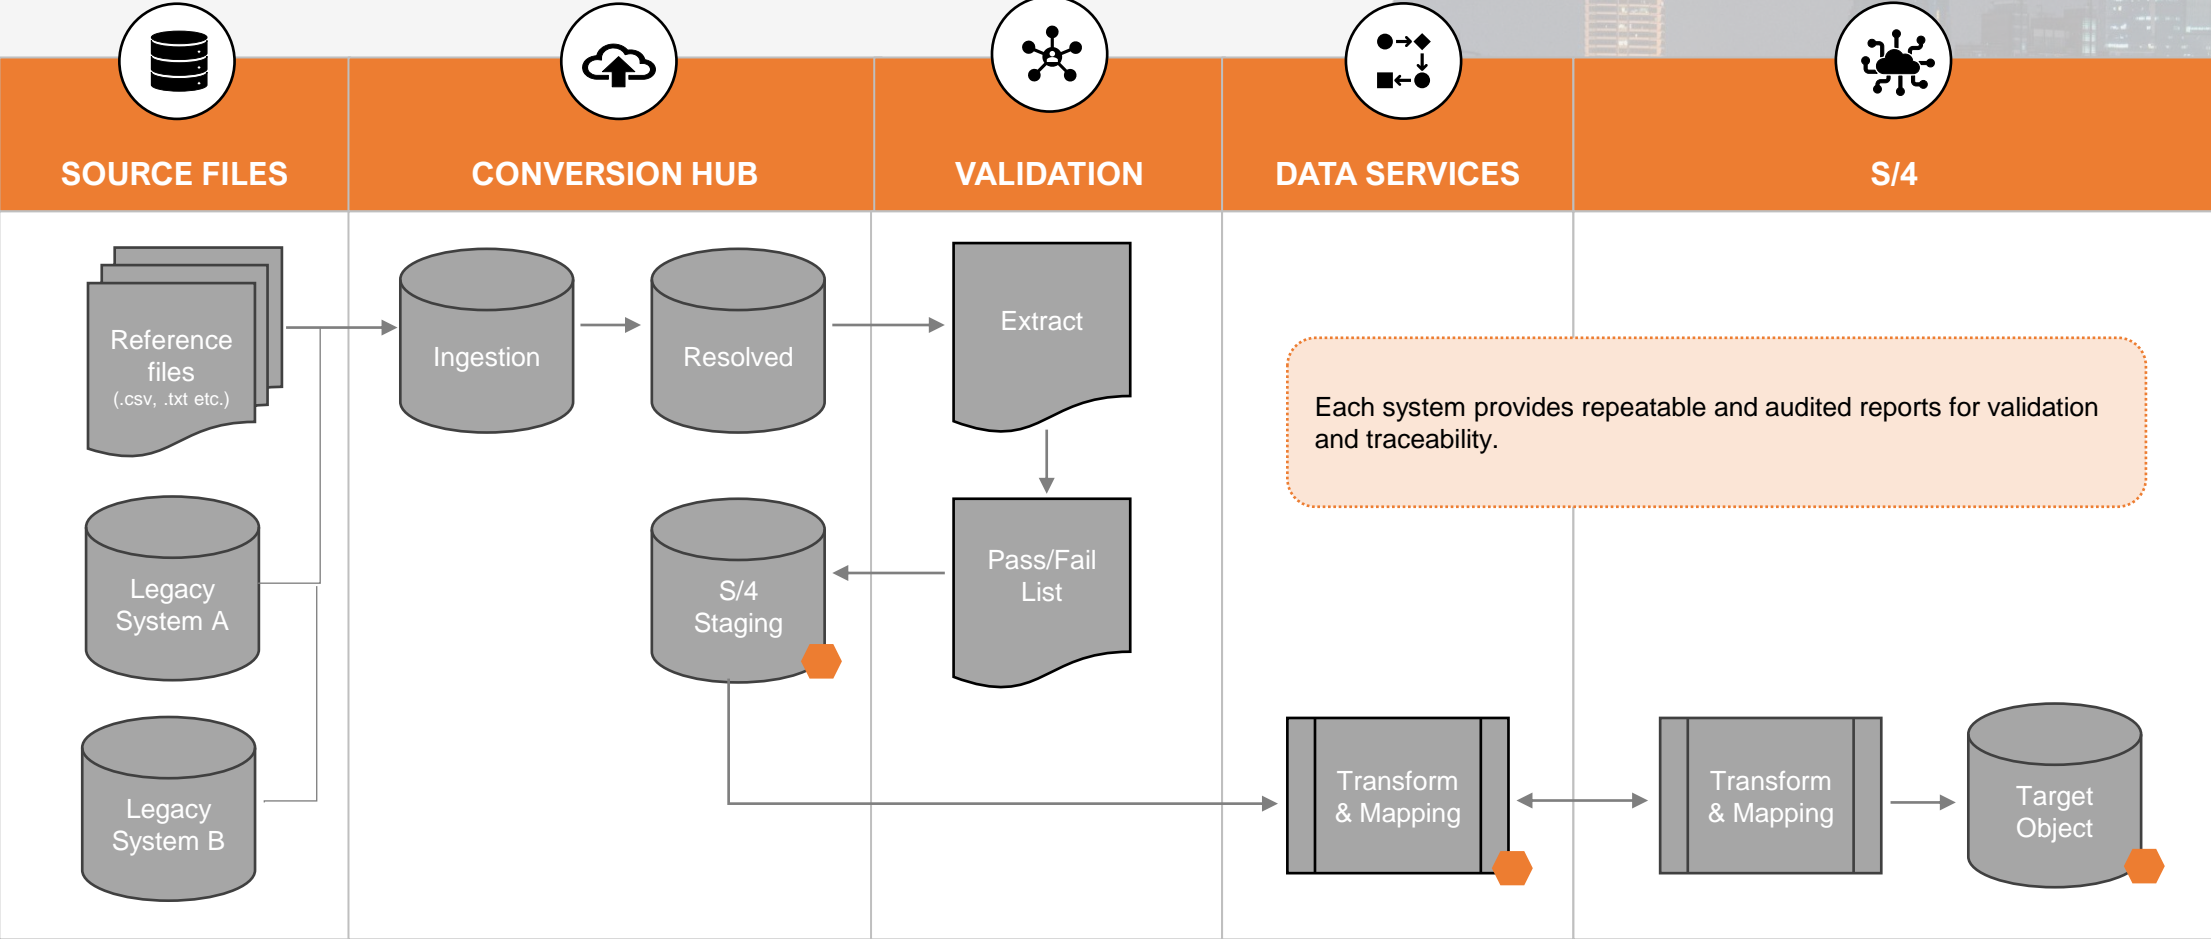 SOURCE FILES
CONVERSION HUB
VALIDATION
DATA SERVICES
S/4
Reference
files
(.csv, .txt etc.)
Ingestion
Resolved
Extract
Each system provides repeatable and audited reports for validation
and traceability.
Legacy
System A
S/4
Staging
Pass/Fail
List
Legacy
System B
Transform
& Mapping
Transform
& Mapping
Target
Object